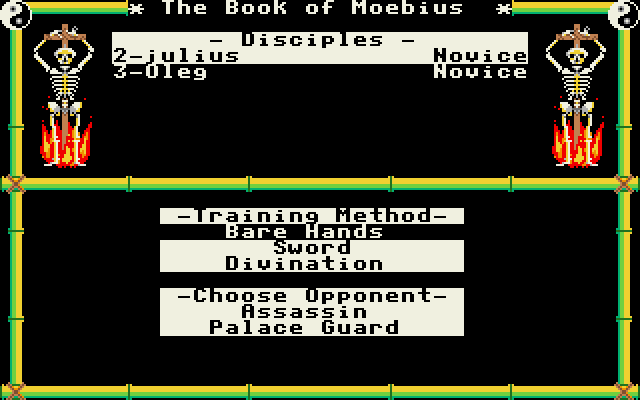 * The Book of Moebius *
- Disciples -
2-julius Novice
3-Oleg Novice
-Training Method-
Bare Hands
Sword
Divination
-Choose Opponent-
Assassin
Palace Guard